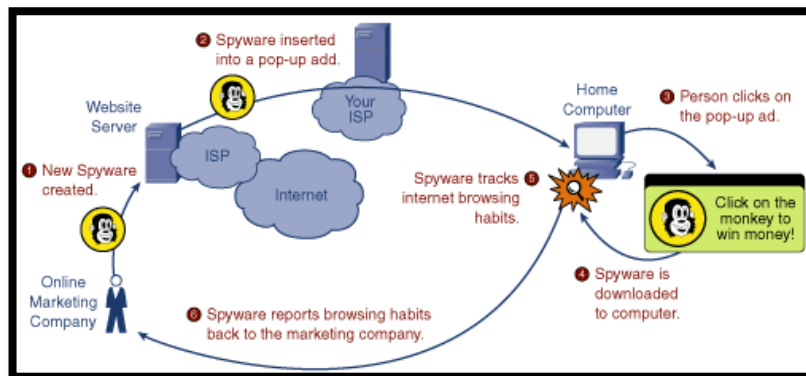 2 Spyware inserted
into a pop-up add.
Website
Server
Your
ISP
Home
Computer
3 Person clicks on
the pop-up ad.
1 New Spyware
created.
ISP
Internet
Spyware tracks 5
internet browsing
habits.
Click on the
monkey to
win money!
Online
Marketing
Company
4 Spyware is
downloaded
to computer.
6 Spyware reports browsing habits
back to the marketing company.